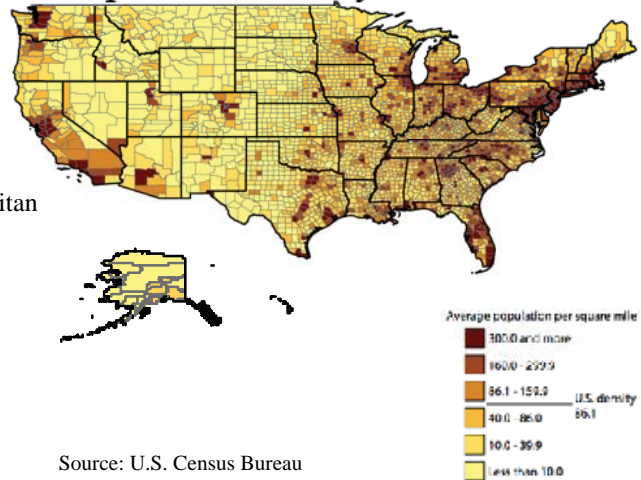 itan
Average population per square mile
300.0 and more
160.0 - 299.9
86.1 - 159.9
U.S. density
86.1
40.0 - 86.0
10.0 - 39.9
Less than 10.0
Source: U.S. Census Bureau